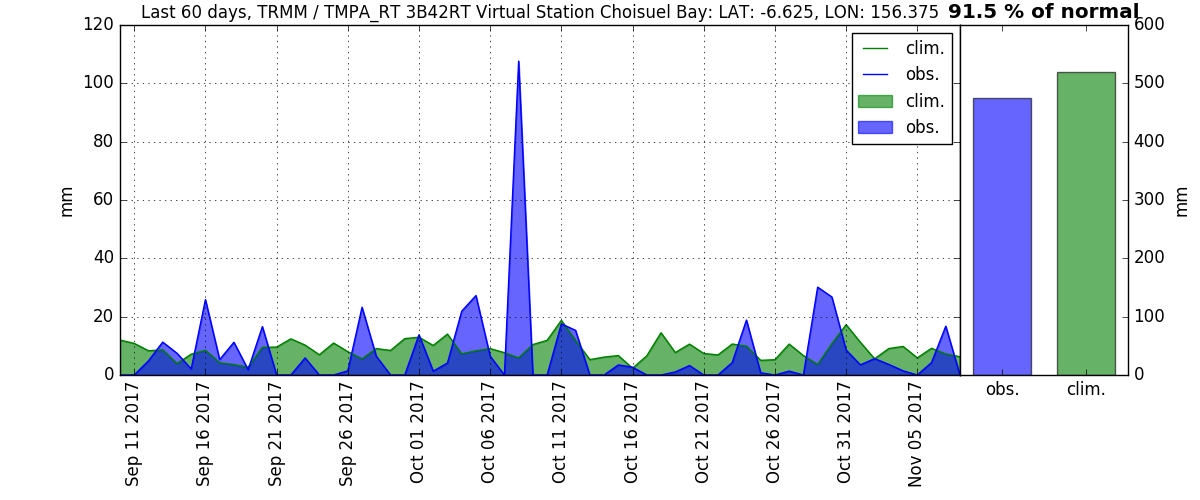 Last 60 days, TRMM / TMPA_RT 3B42RT Virtual Station Choisuel Bay: LAT: -6.625, LON: 156.375 91.5 % of normal
120
100
80
60
40
20
0
mm
clim.
obs.
clim.
obs.
600
500
400
300
200
100
0
mm
Sep 11 2017
Sep 16 2017
Sep 21 2017
Sep 26 2017
Oct 01 2017
Oct 06 2017
Oct 11 2017
Oct 16 2017
Oct 21 2017
Oct 26 2017
Oct 31 2017
Nov 05 2017
obs.
clim.